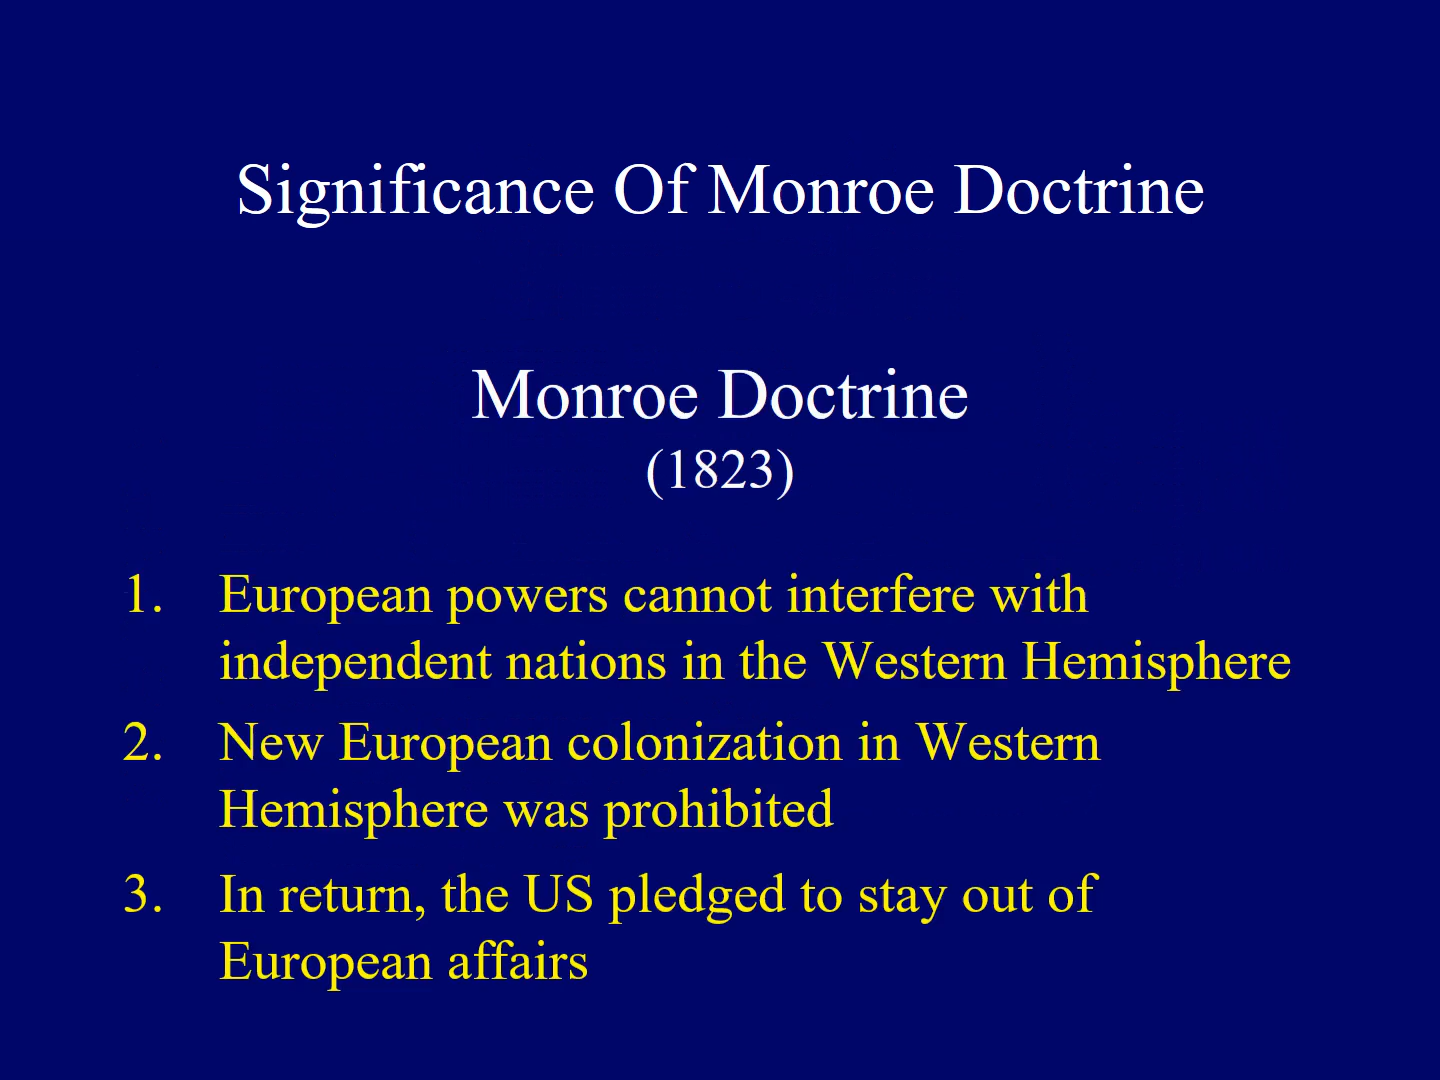 Significance Of Monroe Doctrine
Monroe Doctrine
(1823)
1. European powers cannot interfere with
independent nations in the Western Hemisphere
2. New European colonization in Western
Hemisphere was prohibited
3. In return, the US pledged to stay out of
European affairs